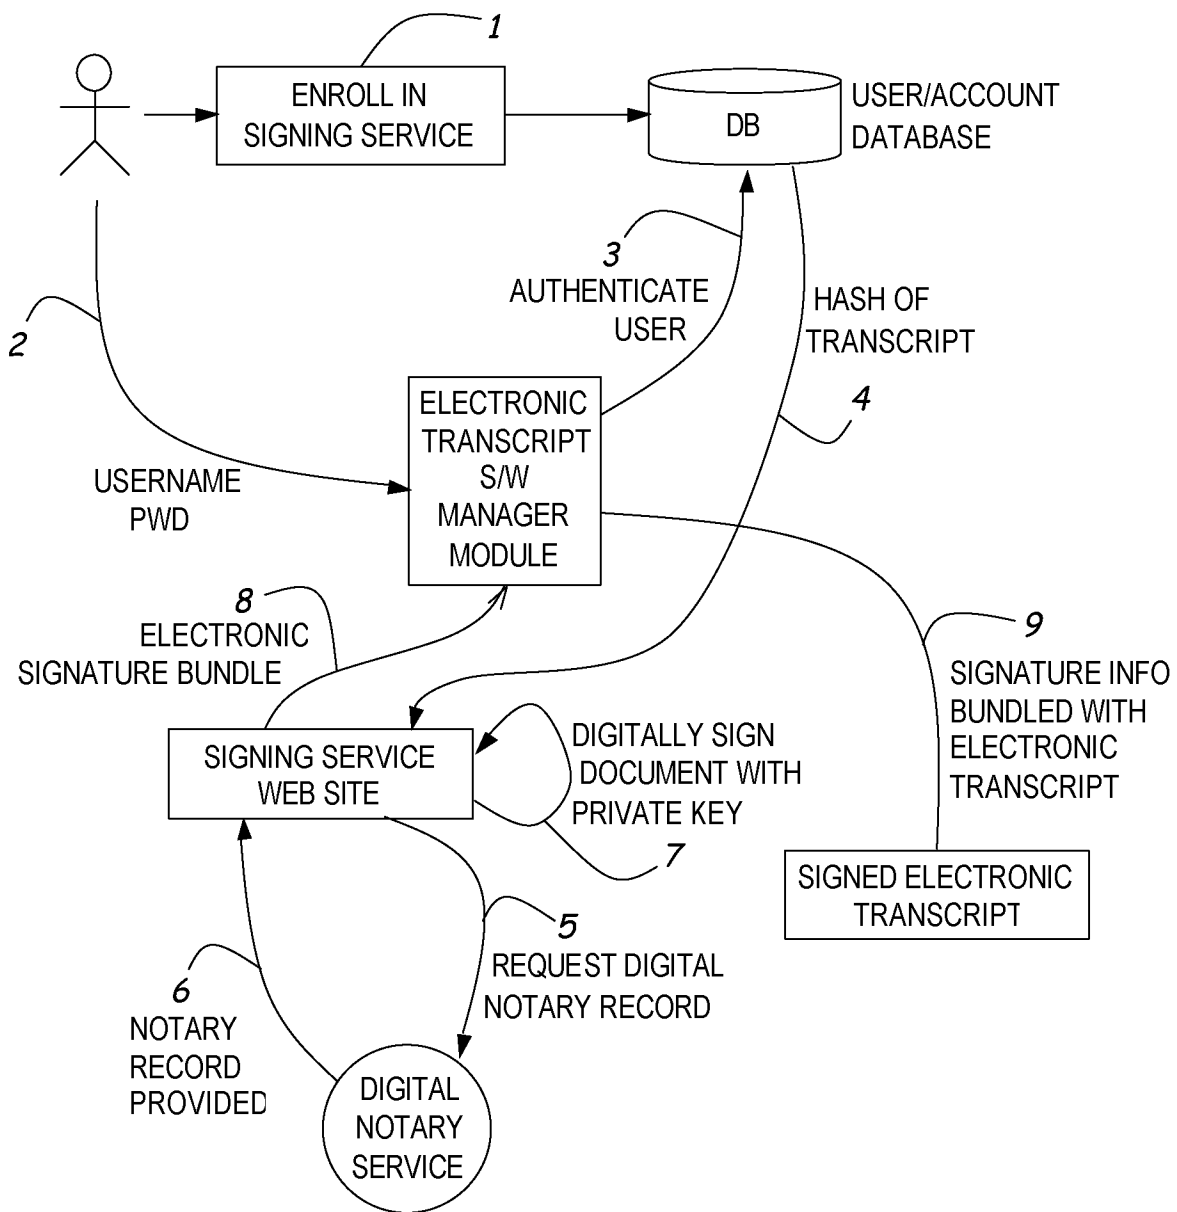 1
ENROLL IN
SIGNING SERVICE
DB
USER/ACCOUNT
DATABASE
2
USERNAME
PWD
3
AUTHENTICATE
USER
HASH OF
TRANSCRIPT
4
ELECTRONIC
TRANSCRIPT
S/W
MANAGER
MODULE
8
ELECTRONIC
SIGNATURE BUNDLE
9
SIGNATURE INFO
BUNDLED WITH
ELECTRONIC
TRANSCRIPT
SIGNING SERVICE
WEB SITE
DIGITALLY SIGN
DOCUMENT WITH
PRIVATE KEY
7
SIGNED ELECTRONIC
TRANSCRIPT
5
REQUEST DIGITAL
NOTARY RECORD
6
NOTARY
RECORD
PROVIDED
DIGITAL
NOTARY
SERVICE